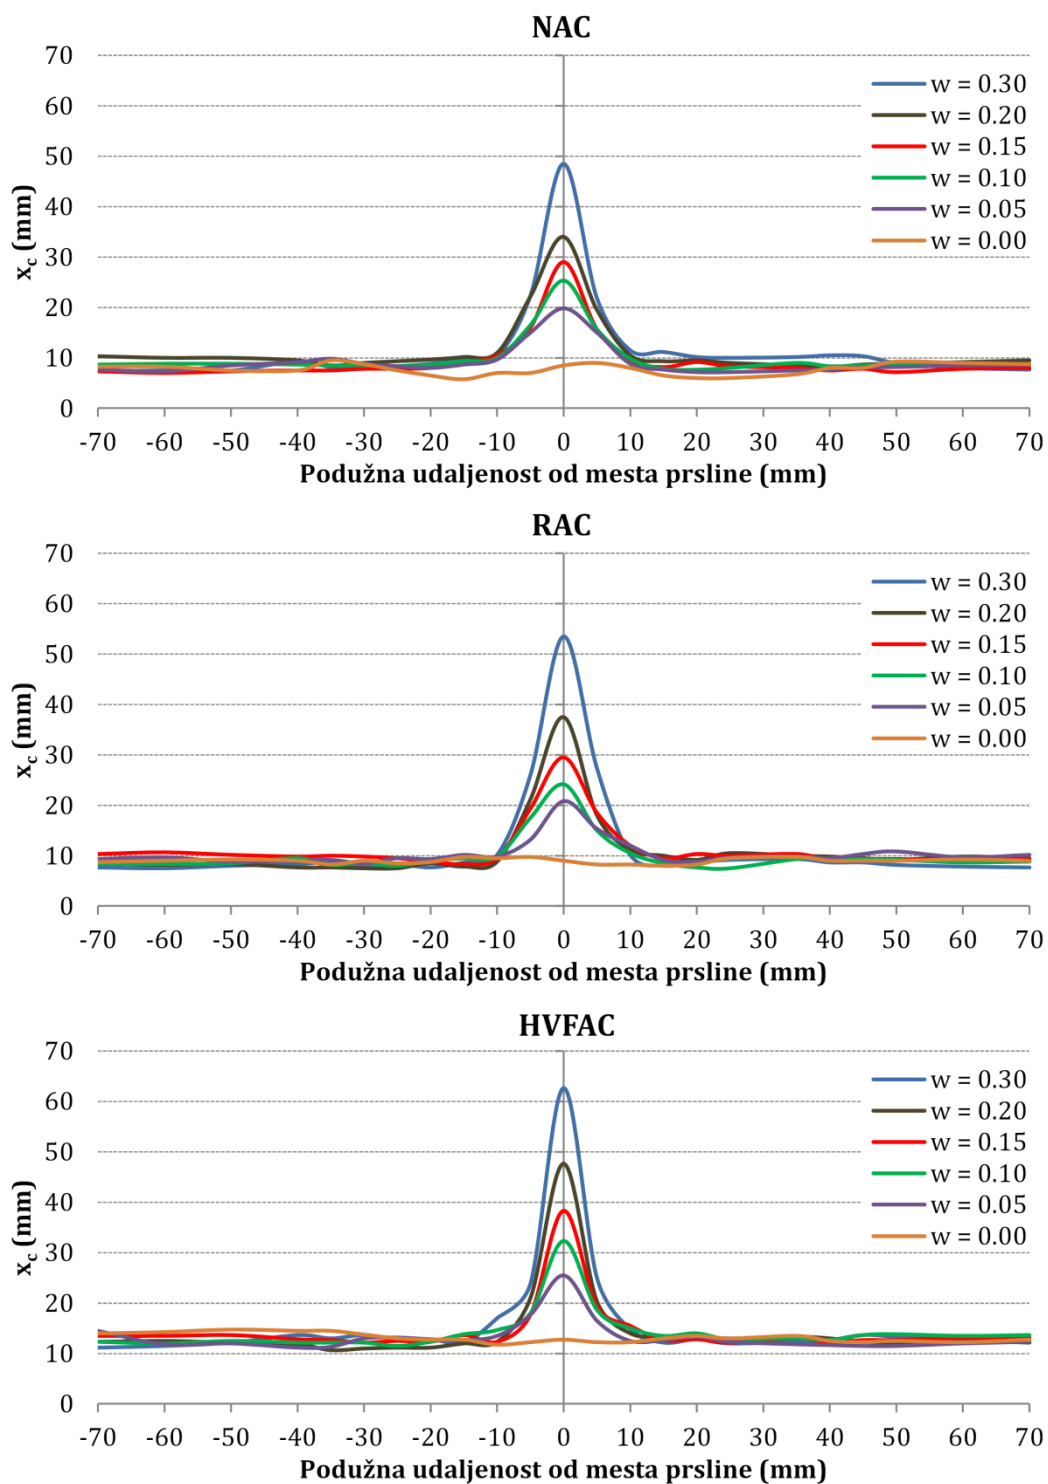 NAC
70
60
50
40
30
20
10
0
x_c (mm)
w = 0.30
w = 0.20
w = 0.15
w = 0.10
w = 0.05
w = 0.00
-70 -60 -50 -40 -30 -20 -10 0 10 20 30 40 50 60 70
Podužna udaljenost od mesta prsline (mm)
RAC
70
60
50
40
30
20
10
0
x_c (mm)
w = 0.30
w = 0.20
w = 0.15
w = 0.10
w = 0.05
w = 0.00
-70 -60 -50 -40 -30 -20 -10 0 10 20 30 40 50 60 70
Podužna udaljenost od mesta prsline (mm)
HVFAC
70
60
50
40
30
20
10
0
x_c (mm)
w = 0.30
w = 0.20
w = 0.15
w = 0.10
w = 0.05
w = 0.00
-70 -60 -50 -40 -30 -20 -10 0 10 20 30 40 50 60 70
Podužna udaljenost od mesta prsline (mm)